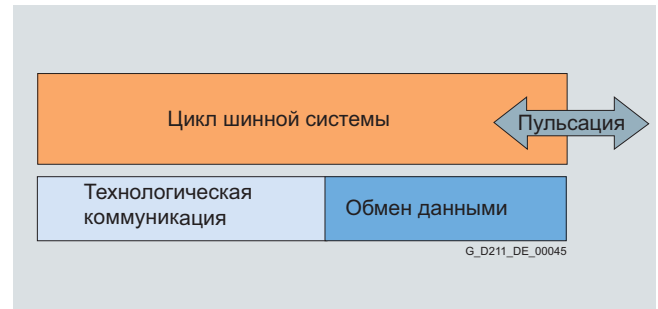 Цикл шинной системы
Пульсация
Технологическая
коммуникация
Обмен данными
G_D211_DE_00045